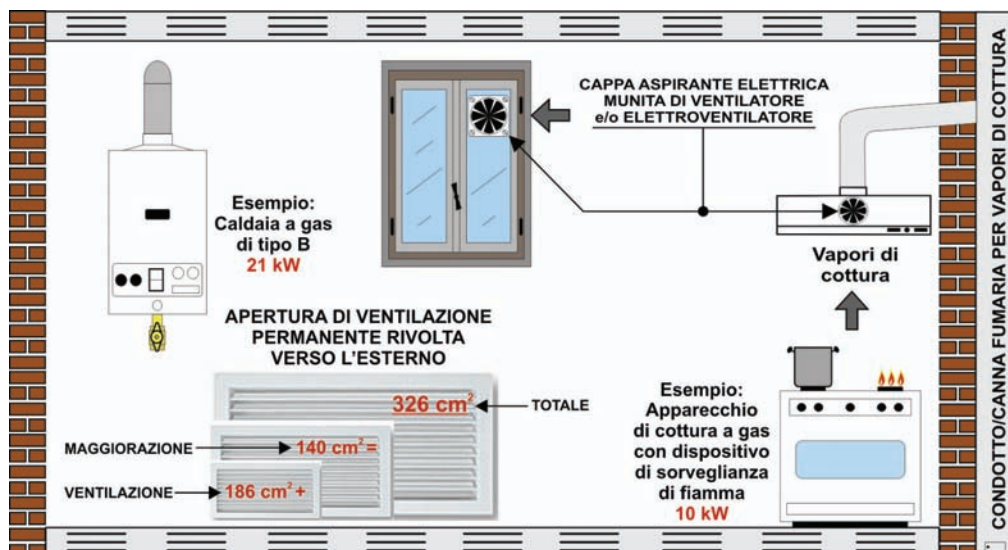 CAPPA ASPIRANTE ELETTRICA
MUNITA DI VENTILATORE
e/o ELETTROVENTILATORE
Esempio:
Caldaia a gas
di tipo B
21 kW
Vapori di
cottura
APERTURA DI VENTILAZIONE
PERMANENTE RIVOLTA
VERSO L'ESTERNO
326 cm²
TOTALE
MAGGIORAZIONE
140 cm² =
VENTILAZIONE
186 cm² +
Esempio:
Apparecchio
di cottura a gas
con dispositivo
di sorveglianza
di fiamma
10 kW
CONDOTTO/CANNA FUMARIA PER VAPORI DI COTTURA